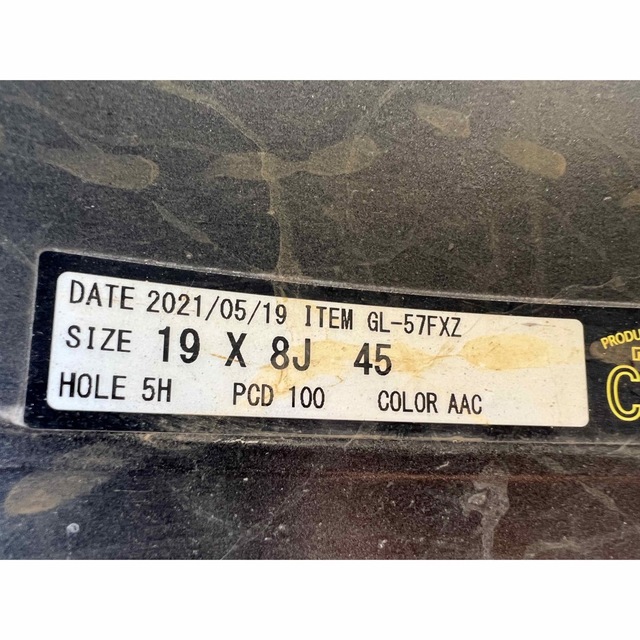 DATE 2021/05/19 ITEM GL-57FXZ
SIZE 19 X 8J 45
HOLE 5H PCD 100 COLOR AAC